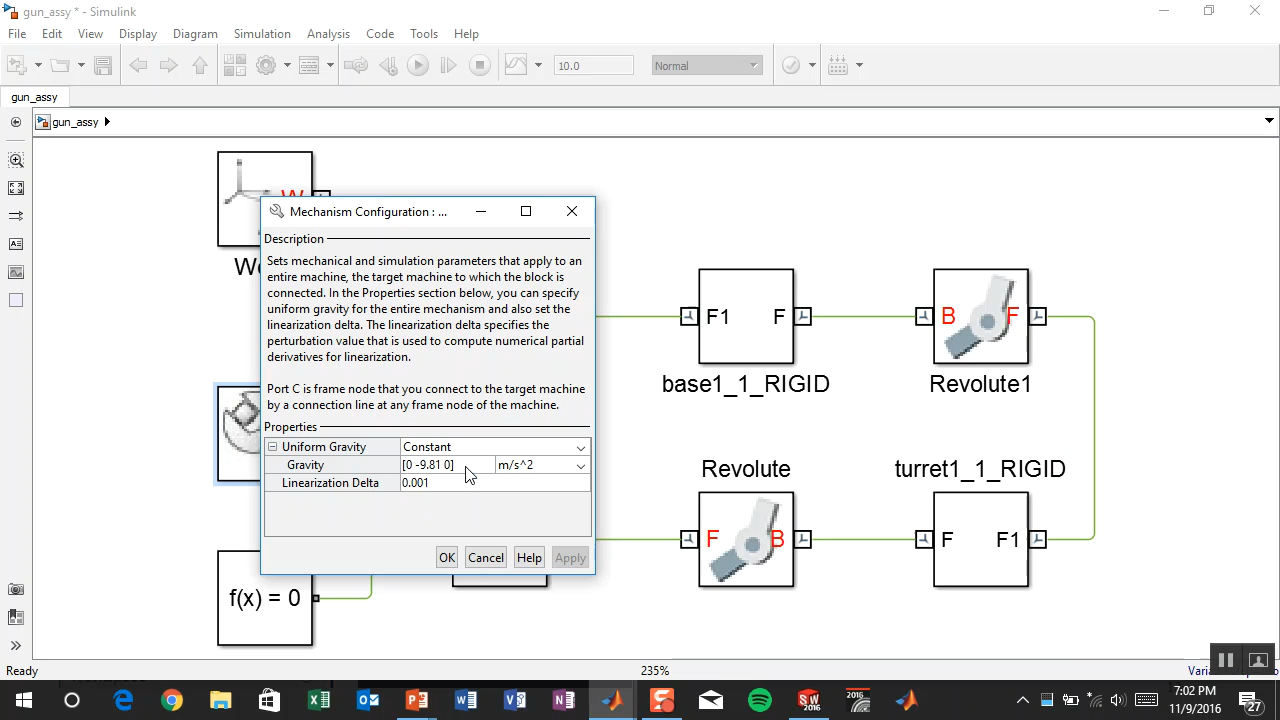 gun_assy * - Simulink
File Edit View Display Diagram Simulation Analysis Code Tools Help
10.0 Normal
gun_assy
gun_assy
W
Mechanism Configuration : ...
Description
Sets mechanical and simulation parameters that apply to an
entire machine, the target machine to which the block is
connected. In the Properties section below, you can specify
uniform gravity for the entire mechanism and also set the
linearization delta. The linearization delta specifies the
perturbation value that is used to compute numerical partial
derivatives for linearization.
Port C is frame node that you connect to the target machine
by a connection line at any frame node of the machine.
Properties
Uniform Gravity Constant
Gravity [0 -9.81 0] m/s^2
Linearization Delta 0.001
OK Cancel Help Apply
F1 F
base1_1_RIGID
B F
Revolute1
Revolute
F B
turret1_1_RIGID
F F1
f(x) = 0
Ready 235%
7:02 PM
11/9/2016
27
SW
2016
2016